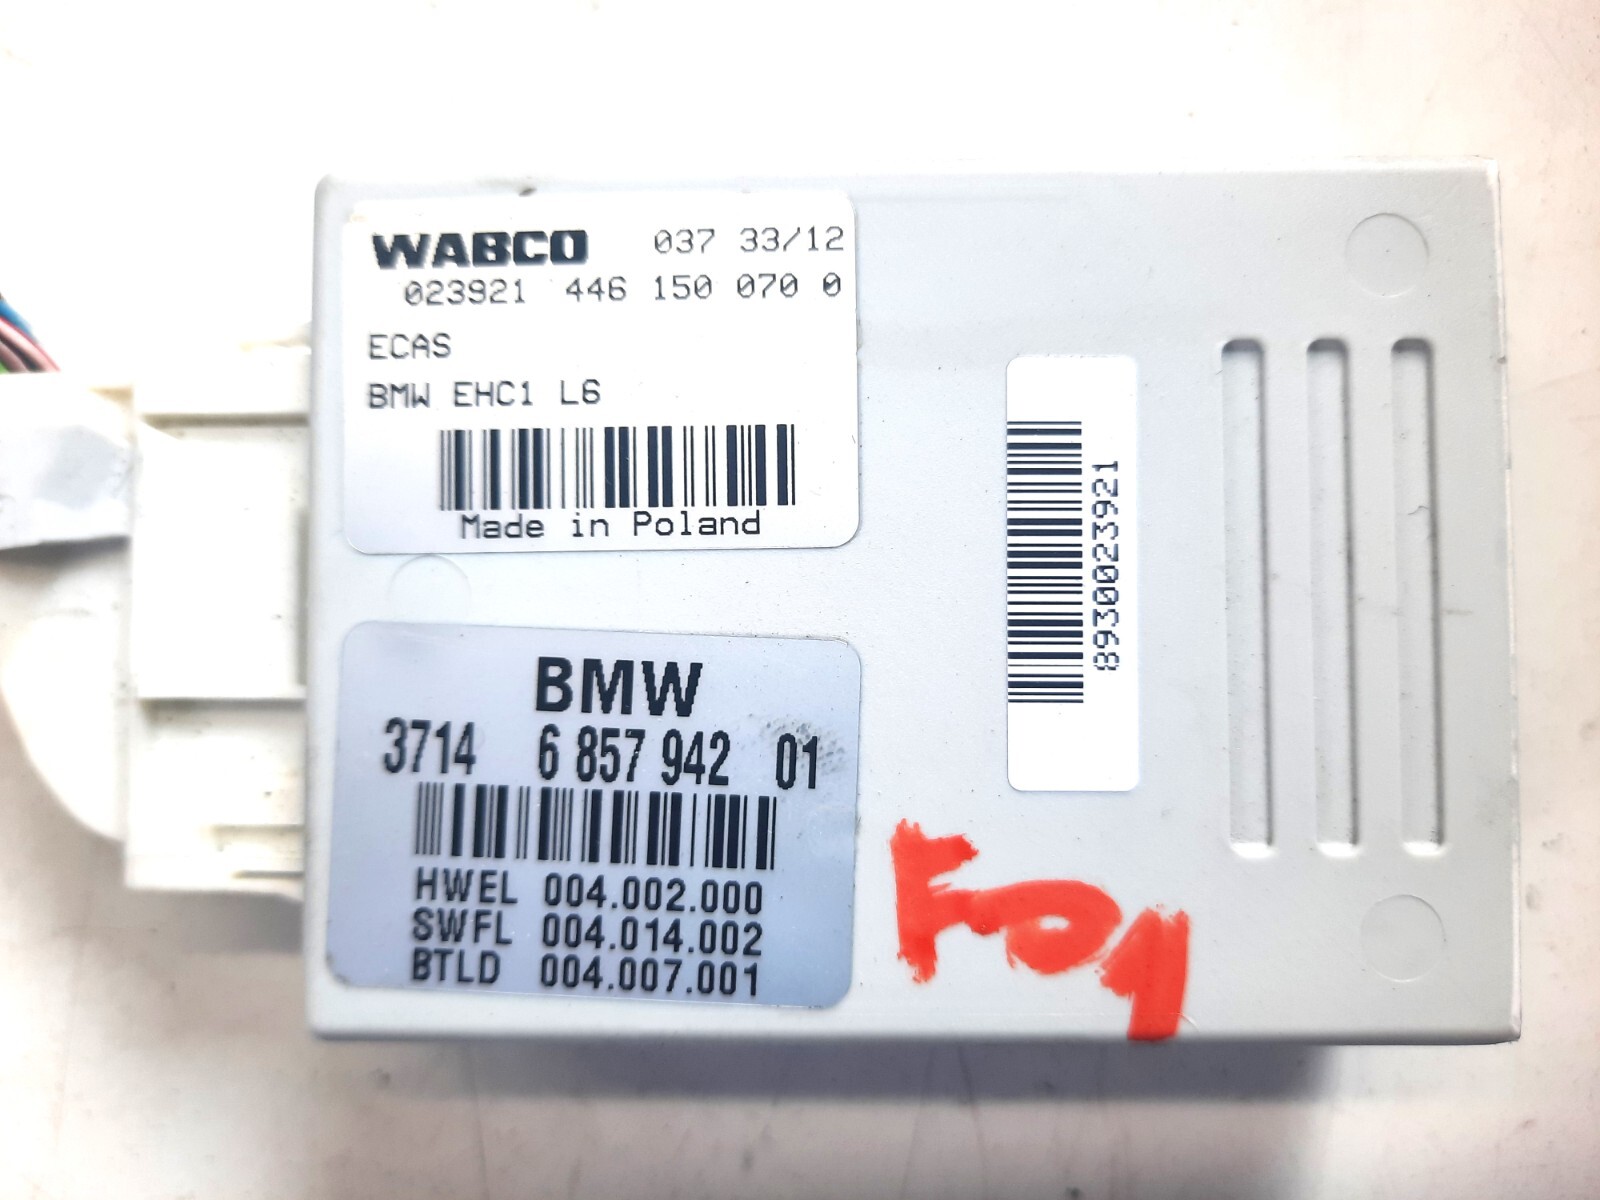 WABCO 037 33/12
023921 446 150 070 0
ECAS
BMW EHC1 L6
Made in Poland
BMW
3714 6 857 942 01
HWEL 004.002.000
SWFL 004.014.002
BTLD 004.007.001
89300023921
F01